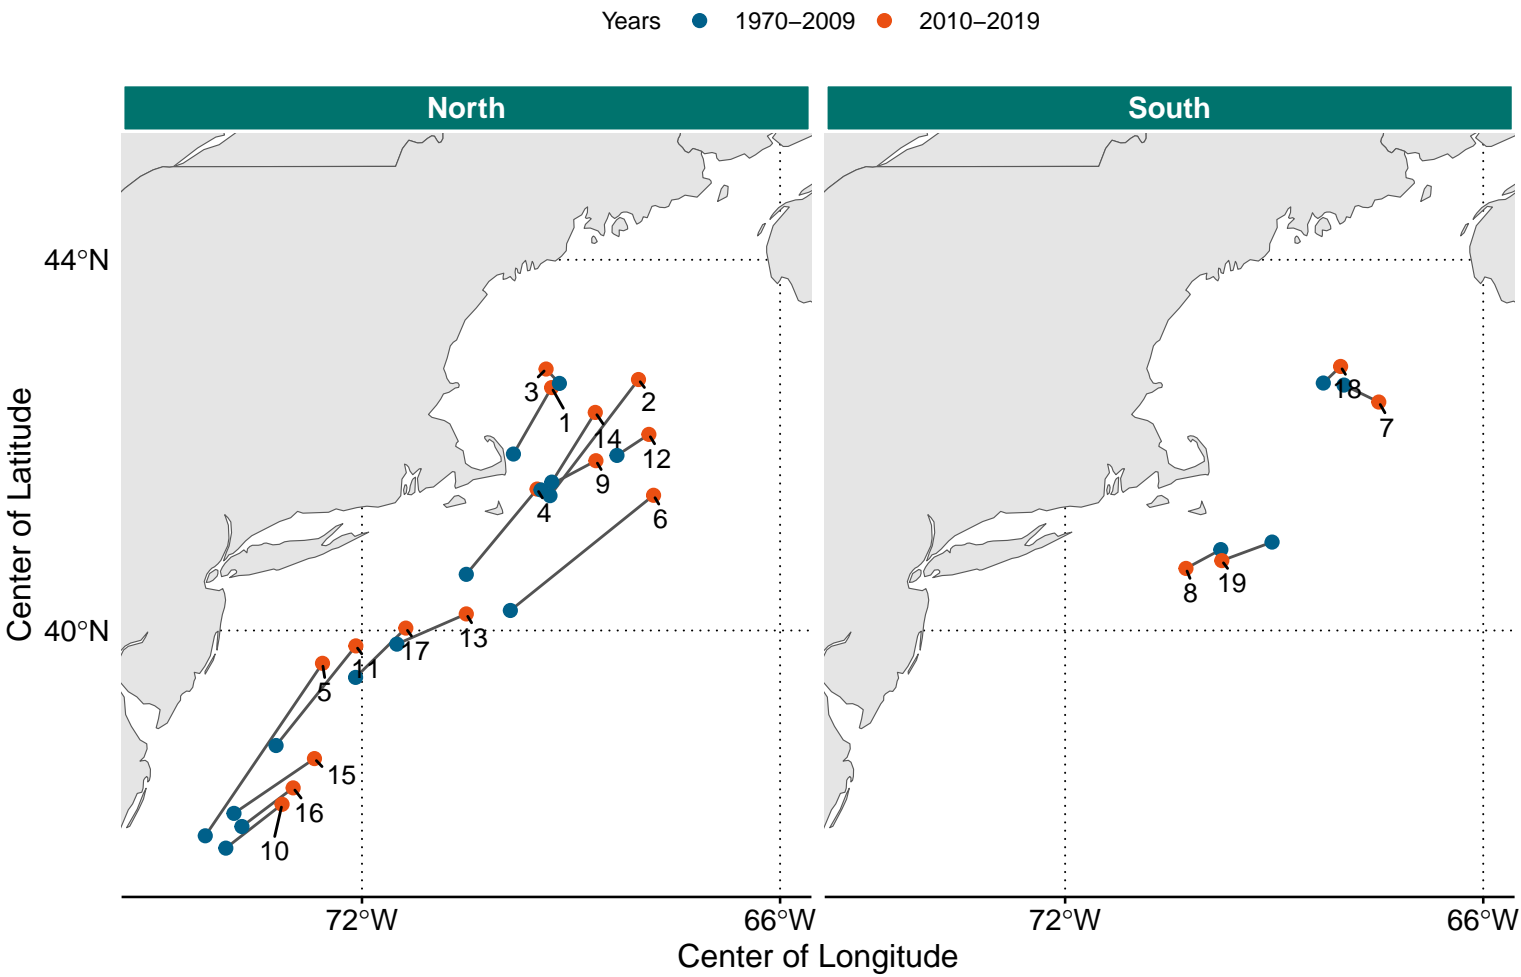 Years 1970–2009 2010–2019
North South
44°N
40°N
3
1
2
14
12
9
4
6
13
17
11
5
15
16
10
18
7
19
8
72°W 66°W 72°W 66°W
Center of Longitude
Center of Latitude